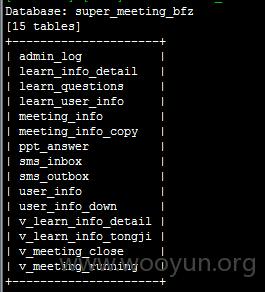 Database: super_meeting_bfz
[15 tables]
+---------------------+
| admin_log |
| learn_info_detail |
| learn_questions |
| learn_user_info |
| meeting_info |
| meeting_info_copy |
| ppt_answer |
| sms_inbox |
| sms_outbox |
| user_info |
| user_info_down |
| v_learn_info_detail |
| v_learn_info_tongji |
| v_meeting_close |
| v_meeting_running |
+---------------------+
www.wooyun.org